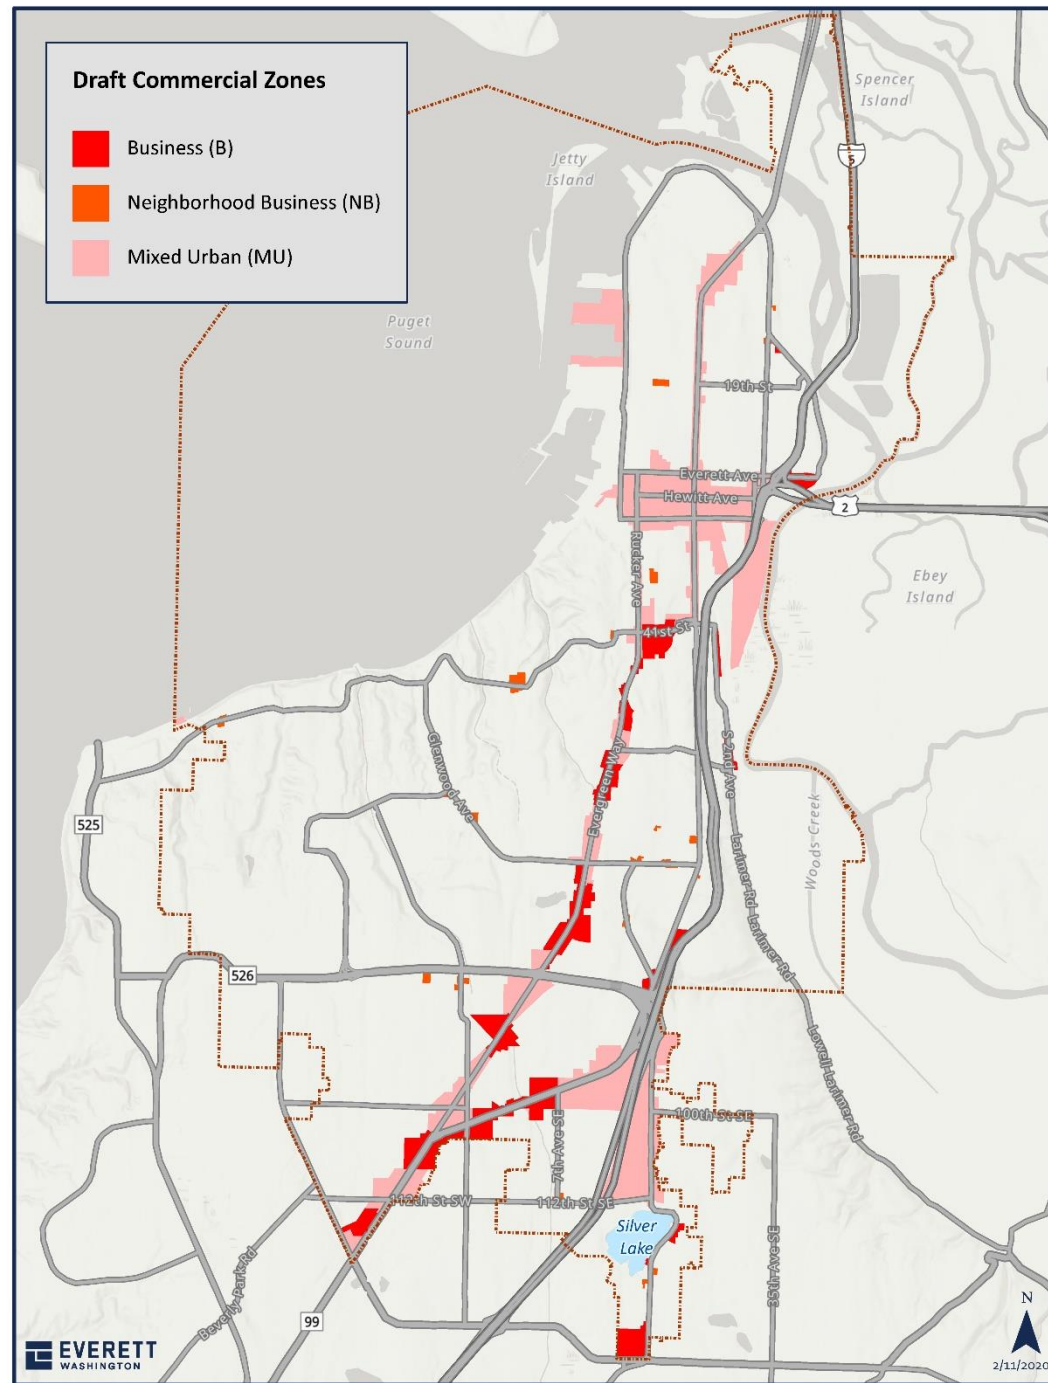 Draft Commercial Zones
Business (B)
Neighborhood Business (NB)
Mixed Urban (MU)
Spencer
Island
5
Jetty
Island
Puget
Sound
19th St
Everett Ave
Hewitt Ave
2
Rucker Ave
Ebey
Island
41st St
S 2nd Ave
Glenwood Ave
Evergreen Way
525
Woods Creek
Larimer Rd
Larimer Rd
526
Lowell-Larimer Rd
100th St SE
7th Ave SE
112th St SW
112th St SE
Silver
Lake
35th Ave SE
Beverly Park Rd
99
N
EVERETT
WASHINGTON
2/11/2020